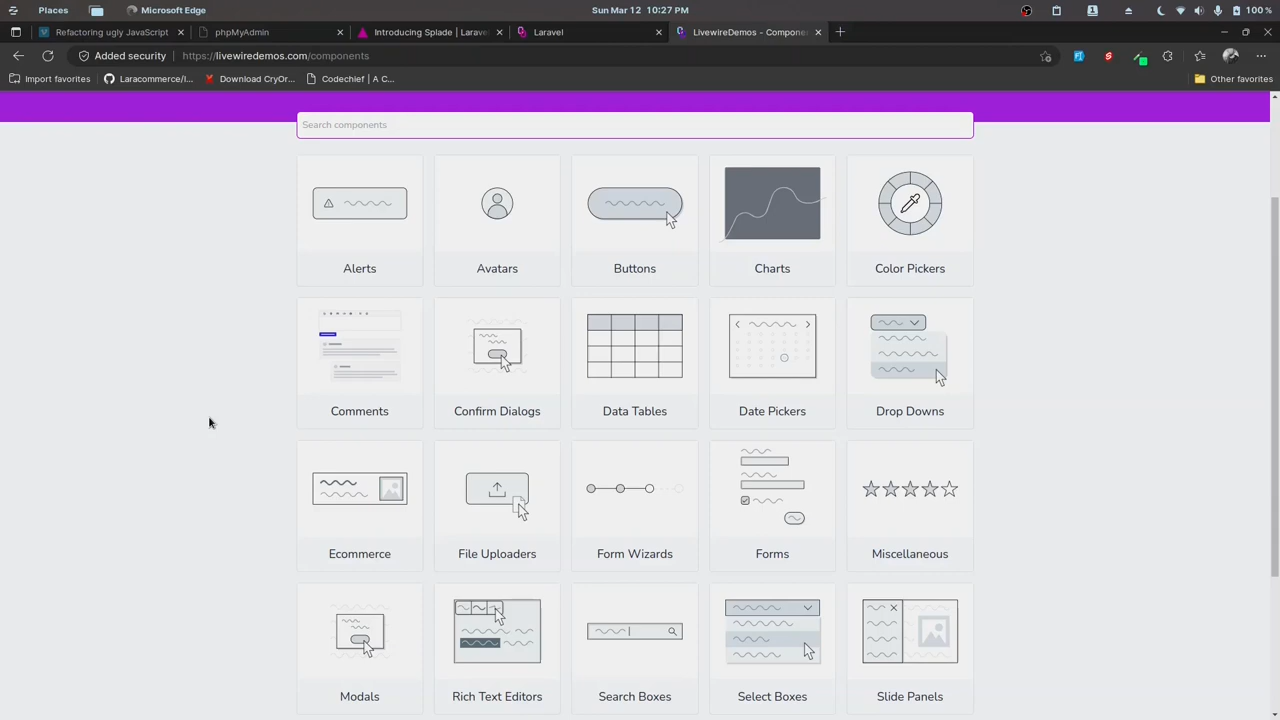 Places
Microsoft Edge
Sun Mar 12 10:27 PM
100 %
Refactoring ugly JavaScript
phpMyAdmin
Introducing Splade | Laravel
Laravel
LivewireDemos - Compone
Added security
https://livewiredemos.com/components
Import favorites
Laracommerce/l...
Download CryOr...
Codechief | A C...
Other favorites
Search components
Alerts
Avatars
Buttons
Charts
Color Pickers
Comments
Confirm Dialogs
Data Tables
Date Pickers
Drop Downs
Ecommerce
File Uploaders
Form Wizards
Forms
Miscellaneous
Modals
Rich Text Editors
Search Boxes
Select Boxes
Slide Panels